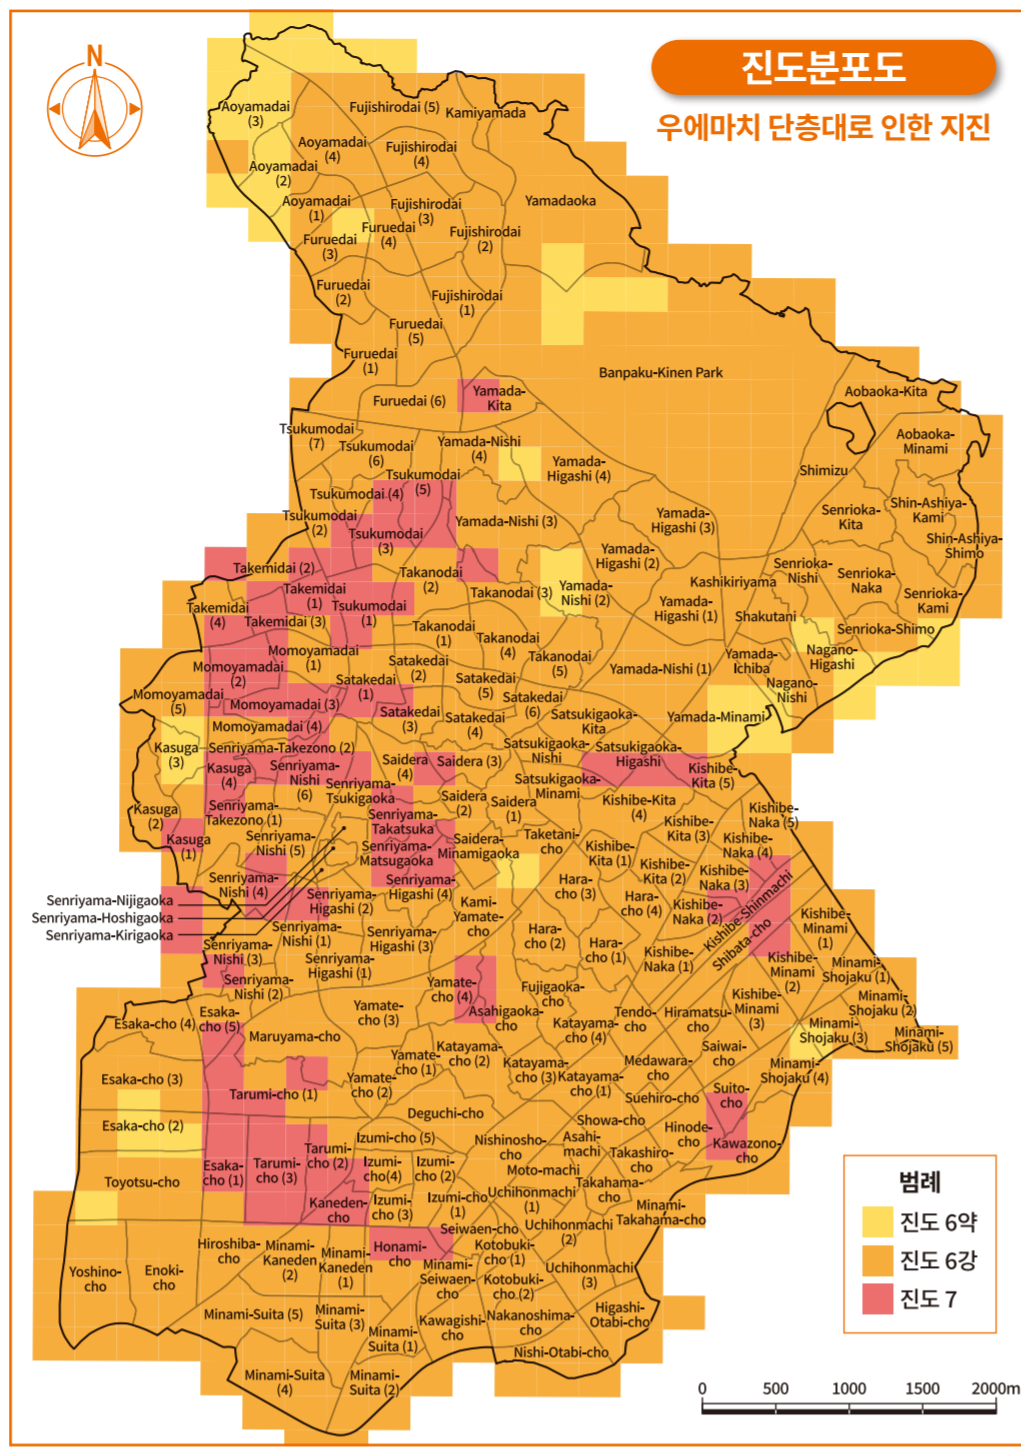 N
진도분포도
우에마치 단층대로 인한 지진
Aoyamadai
(3)
Fujishirodai (5)
Kamiyamada
Aoyamadai
(4)
Fujishirodai
(4)
Aoyamadai
(2)
Aoyamadai
(1)
Fujishirodai
(3)
Yamadaoka
Furuedai
(4)
Furuedai
(3)
Fujishirodai
(2)
Furuedai
(2)
Fujishirodai
(1)
Furuedai
(5)
Furuedai
(1)
Banpaku-Kinen Park
Aobaoka-Kita
Furuedai (6)
Yamada-
Kita
Tsukumodai
(7)
Tsukumodai
(6)
Yamada-Nishi
(4)
Aobaoka-
Minami
Yamada-
Higashi (4)
Shimizu
Tsukumodai
(5)
Tsukumodai (4)
Tsukumodai
(2)
Yamada-Nishi (3)
Yamada-
Higashi (3)
Senrioka-
Kita
Shin-Ashiya-
Kami
Tsukumodai
(3)
Shin-Ashiya-
Shimo
Takemidai (2)
Takanodai
(2)
Yamada-
Higashi (2)
Senrioka-
Nishi
Senrioka-
Naka
Kashikiriyama
Takemidai
(1)
Takanodai (3)
Yamada-
Nishi (2)
Senrioka-
Kami
Takemidai
(4)
Tsukumodai
(1)
Yamada-
Higashi (1)
Shakutani
Takemidai (3)
Takanodai
(1)
Senrioka-Shimo
Takanodai
(4)
Momoyamadai
(1)
Nagano-
Higashi
Momoyamadai
(2)
Satakedai
(2)
Takanodai
(5)
Yamada-Nishi (1)
Yamada-
Ichiba
Satakedai
(1)
Satakedai
(5)
Nagano-
Nishi
Momoyamadai
(5)
Momoyamadai (3)
Satakedai
(6)
Satakedai
(3)
Satakedai
(4)
Satsukigaoka-
Kita
Yamada-Minami
Momoyamadai (4)
Kasuga
(3)
Senriyama-Takezono (2)
Satsukigaoka-
Nishi
Satsukigaoka-
Higashi
Kasuga
(4)
Senriyama-
Nishi
(6)
Saidera
(4)
Saidera (3)
Kishibe-
Kita (5)
Senriyama-
Tsukigaoka
Satsukigaoka-
Minami
Saidera
(2)
Saidera
(1)
Kishibe-Kita
(4)
Kasuga
(2)
Senriyama-
Takezono (1)
Senriyama-
Takatsuka
Kishibe-
Naka (5)
Kasuga
(1)
Senriyama-
Nishi (5)
Taketani-
cho
Kishibe-
Kita (3)
Kishibe-
Naka (4)
Senriyama-
Matsugaoka
Saidera-
Minamigaoka
Kishibe-
Kita (1)
Kishibe-
Kita (2)
Kishibe-
Naka (3)
Senriyama-
Nishi (4)
Senriyama-
Higashi (4)
Hara-
cho (3)
Senriyama-Nijigaoka
Senriyama-Hoshigaoka
Senriyama-Kirigaoka
Senriyama-
Higashi (2)
Kami-
Yamate-
cho
Hara-
cho (4)
Kishibe-
Naka (2)
Kishibe-Shinmachi
Shibata-cho
Kishibe-
Minami
(1)
Senriyama-
Nishi (1)
Senriyama-
Higashi (3)
Hara-
cho (2)
Hara-
cho (1)
Senriyama-
Nishi (3)
Senriyama-
Higashi (1)
Kishibe-
Naka (1)
Kishibe-
Minami
(2)
Minami-
Shojaku (1)
Senriyama-
Nishi (2)
Yamate-
cho (4)
Fujigaoka-
cho
Kishibe-
Minami
(3)
Minami-
Shojaku (2)
Esaka-cho (4)
Esaka-
cho (5)
Yamate-
cho (3)
Asahigaoka-
cho
Tendo-
cho
Hiramatsu-
cho
Katayama-
cho (4)
Minami-
Shojaku (3)
Minami-
Shojaku (5)
Maruyama-cho
Katayama-
cho (2)
Saiwai-
cho
Yamate-
cho (1)
Katayama-
cho (3)
Medawara-
cho
Minami-
Shojaku (4)
Esaka-cho (3)
Yamate-
cho (2)
Katayama-
cho (1)
Tarumi-cho (1)
Suehiro-cho
Suito-
cho
Deguchi-cho
Esaka-cho (2)
Showa-cho
Hinode-
cho
Izumi-cho (5)
Nishinosho-
cho
Asahi-
machi
Kawazono-
cho
Tarumi-
cho (2)
Takashiro-
cho
Esaka-
cho (1)
Tarumi-
cho (3)
Izumi-
cho(4)
Izumi-
cho (2)
Moto-machi
Toyotsu-cho
Takahama-
cho
Uchihonmachi
(1)
Kaneden-
cho
Izumi-
cho (3)
Izumi-cho
(1)
Minami-
Takahama-cho
Seiwaen-cho
Uchihonmachi
(2)
Hiroshiba-
cho
Minami-
Kaneden
(2)
Minami-
Kaneden
(1)
Honami-
cho
Kotobuki-
cho (1)
Yoshino-
cho
Enoki-
cho
Minami-
Seiwaen-
cho
Uchihonmachi
(3)
Kotobuki-
cho (2)
Minami-Suita (5)
Minami-
Suita (3)
Kawagishi-
cho
Nakanoshima-
cho
Higashi-
Otabi-cho
Minami-
Suita (1)
Nishi-Otabi-cho
Minami-Suita
(4)
Minami-
Suita (2)
범례
진도 6약
진도 6강
진도 7
0 500 1000 1500 2000m